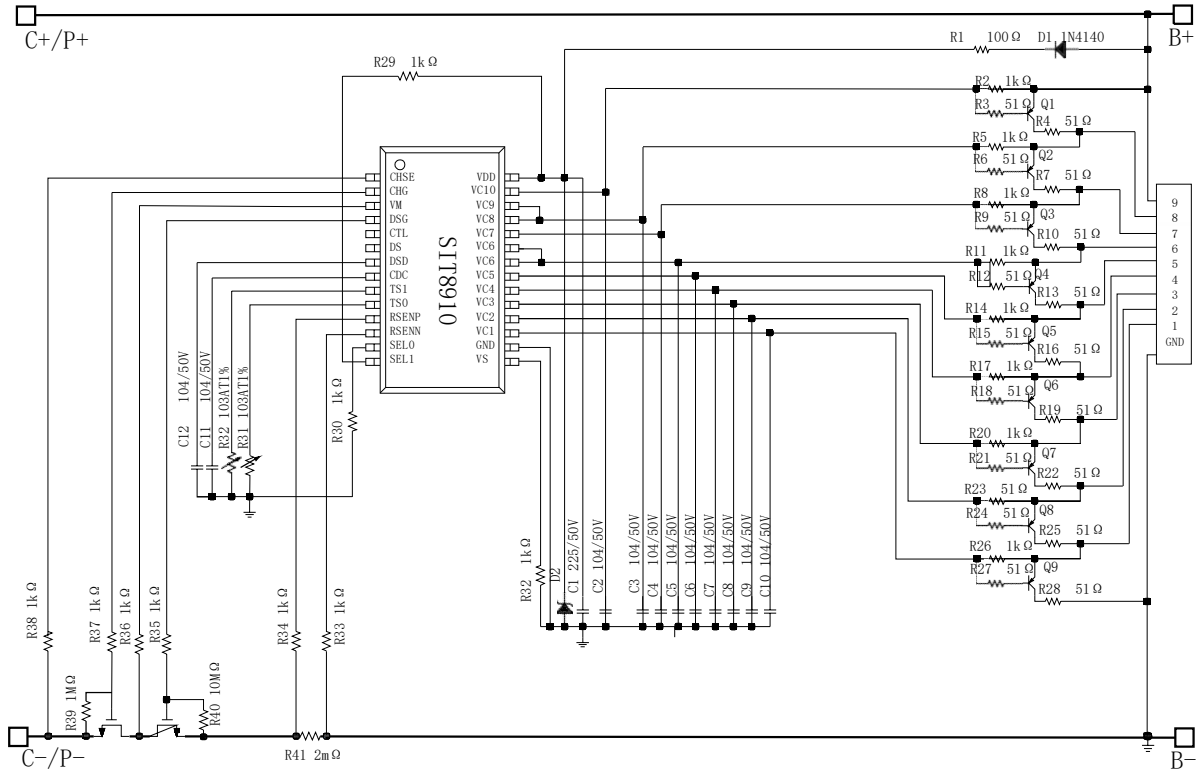 C+/P+
B+
R1 100Ω D1 1N4140
R29 1kΩ
R2 1kΩ
R3 51Ω Q1
R4 51Ω
R5 1kΩ
R6 51Ω Q2
R7 51Ω
R8 1kΩ
R9 51Ω Q3
R10 51Ω
R11 1kΩ
R12 51Ω Q4
R13 51Ω
R14 1kΩ
R15 51Ω Q5
R16 51Ω
R17 1kΩ
R18 51Ω Q6
R19 51Ω
R20 1kΩ
R21 51Ω Q7
R22 51Ω
R23 51Ω
R24 51Ω Q8
R25 51Ω
R26 1kΩ
R27 51Ω Q9
R28 51Ω
9
8
7
6
5
4
3
2
1
GND
SIT8910
CHSE
CHG
VM
DSG
CTL
DS
DSD
CDC
TS1
TS0
RSENP
RSENN
SEL0
SEL1
VDD
VC10
VC9
VC8
VC7
VC6
VC6
VC5
VC4
VC3
VC2
VC1
GND
VS
C12 104/50V
C11 104/50V
R32 103AT1%
R31 103AT1%
R30 1kΩ
R32 1kΩ
D2
C1 225/50V
C2 104/50V
C3 104/50V
C4 104/50V
C5 104/50V
C6 104/50V
C7 104/50V
C8 104/50V
C9 104/50V
C10 104/50V
R38 1kΩ
R37 1kΩ
R36 1kΩ
R35 1kΩ
R34 1kΩ
R33 1kΩ
R39 1MΩ
R40 10MΩ
R41 2mΩ
C-/P-
B-